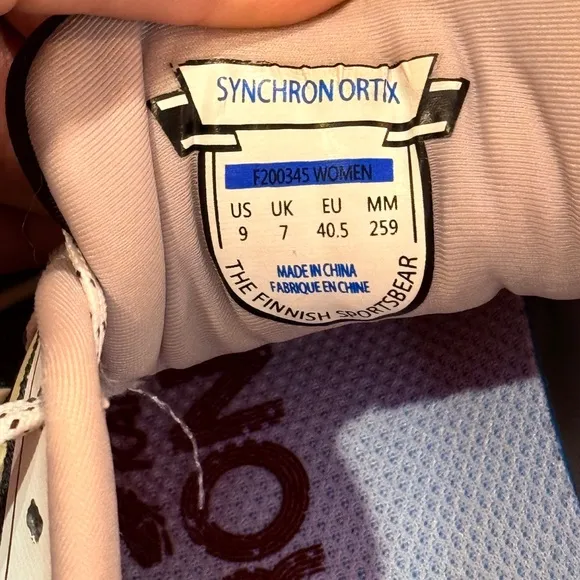 SYNCHRON ORTIX
F200345 WOMEN
US UK EU MM
9 7 40.5 259
MADE IN CHINA
FABRIQUE EN CHINE
THE FINNISH SPORTSBEAR